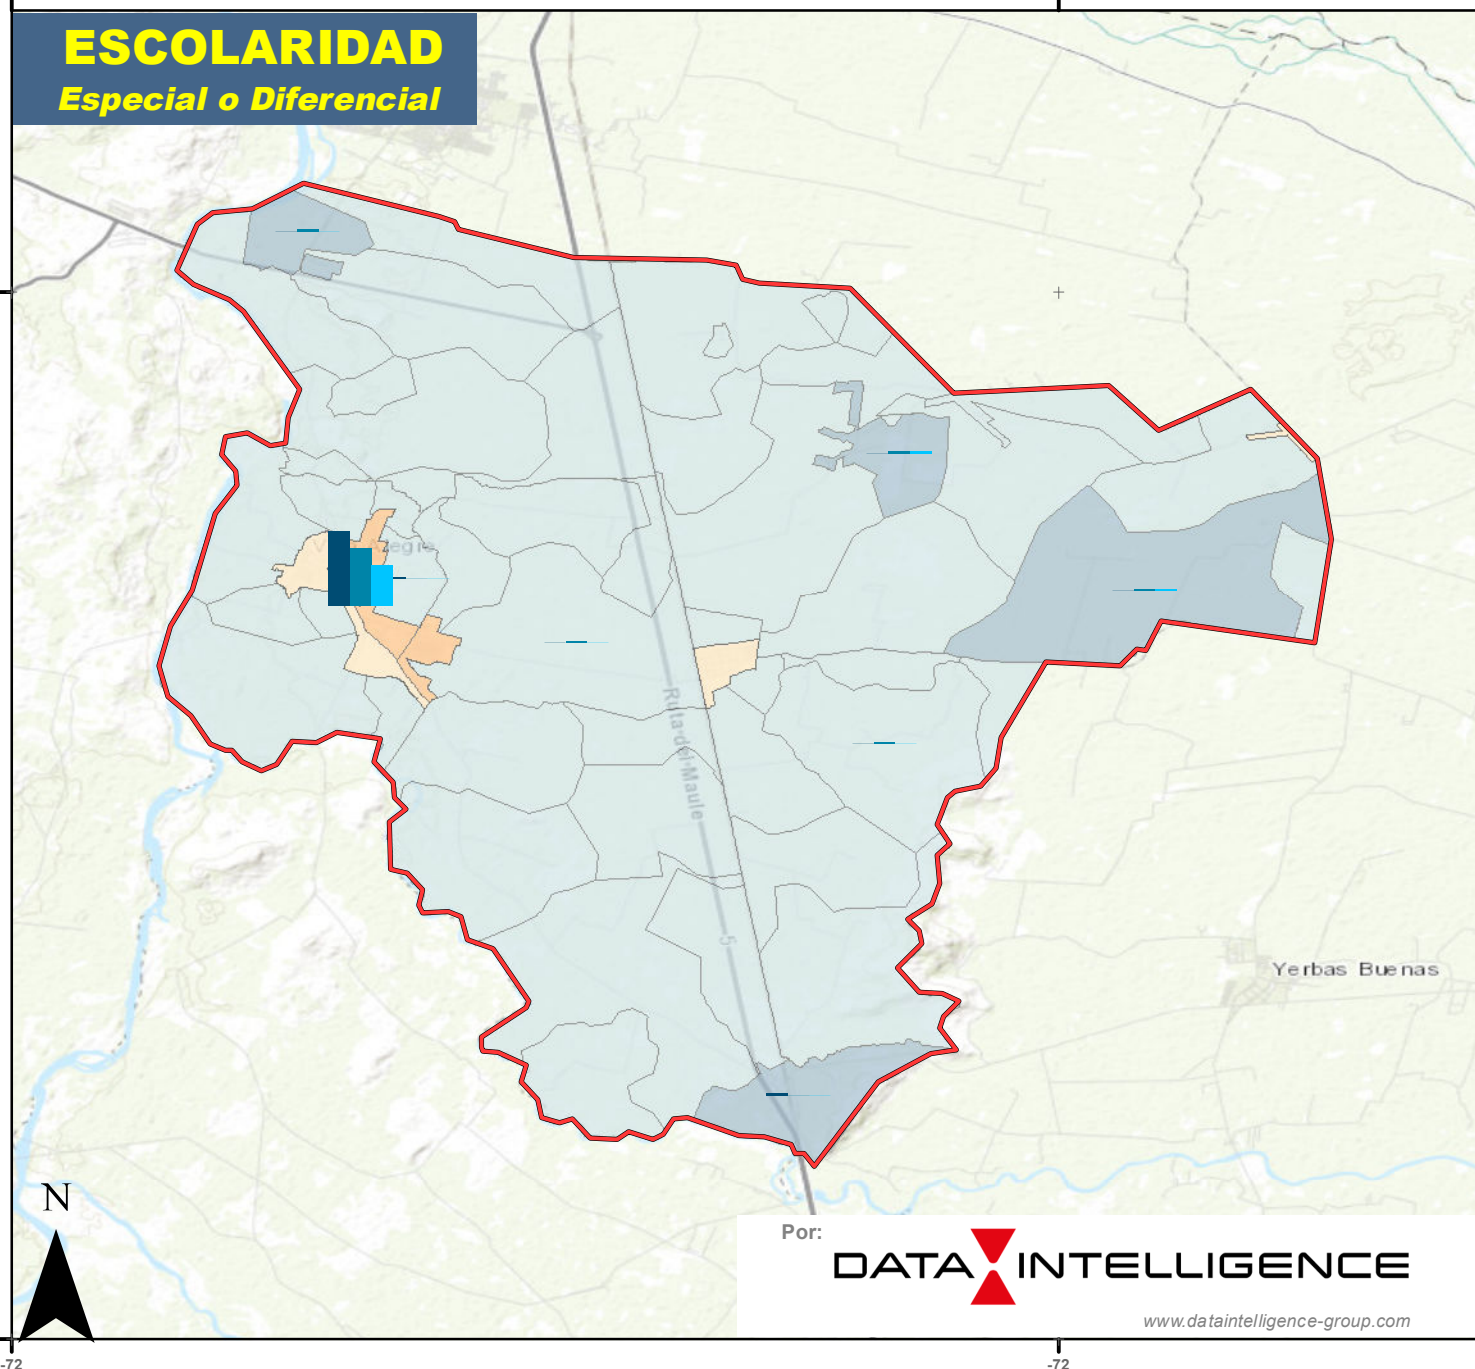 ESCOLARIDAD
Especial o Diferencial
Ruta del Maule
5
Yerbas Buenas
N
Por:
DATA INTELLIGENCE
www.dataintelligence-group.com
-72
-72